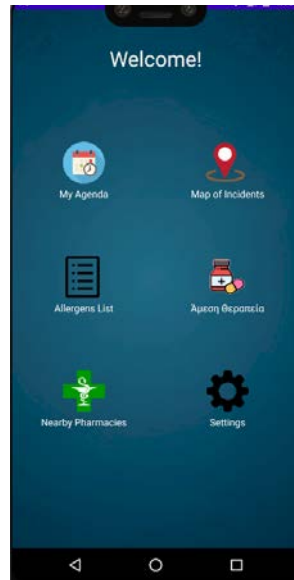 Welcome!
My Agenda
Map of Incidents
Allergens List
Άμεση Θεραπεία
Nearby Pharmacies
Settings